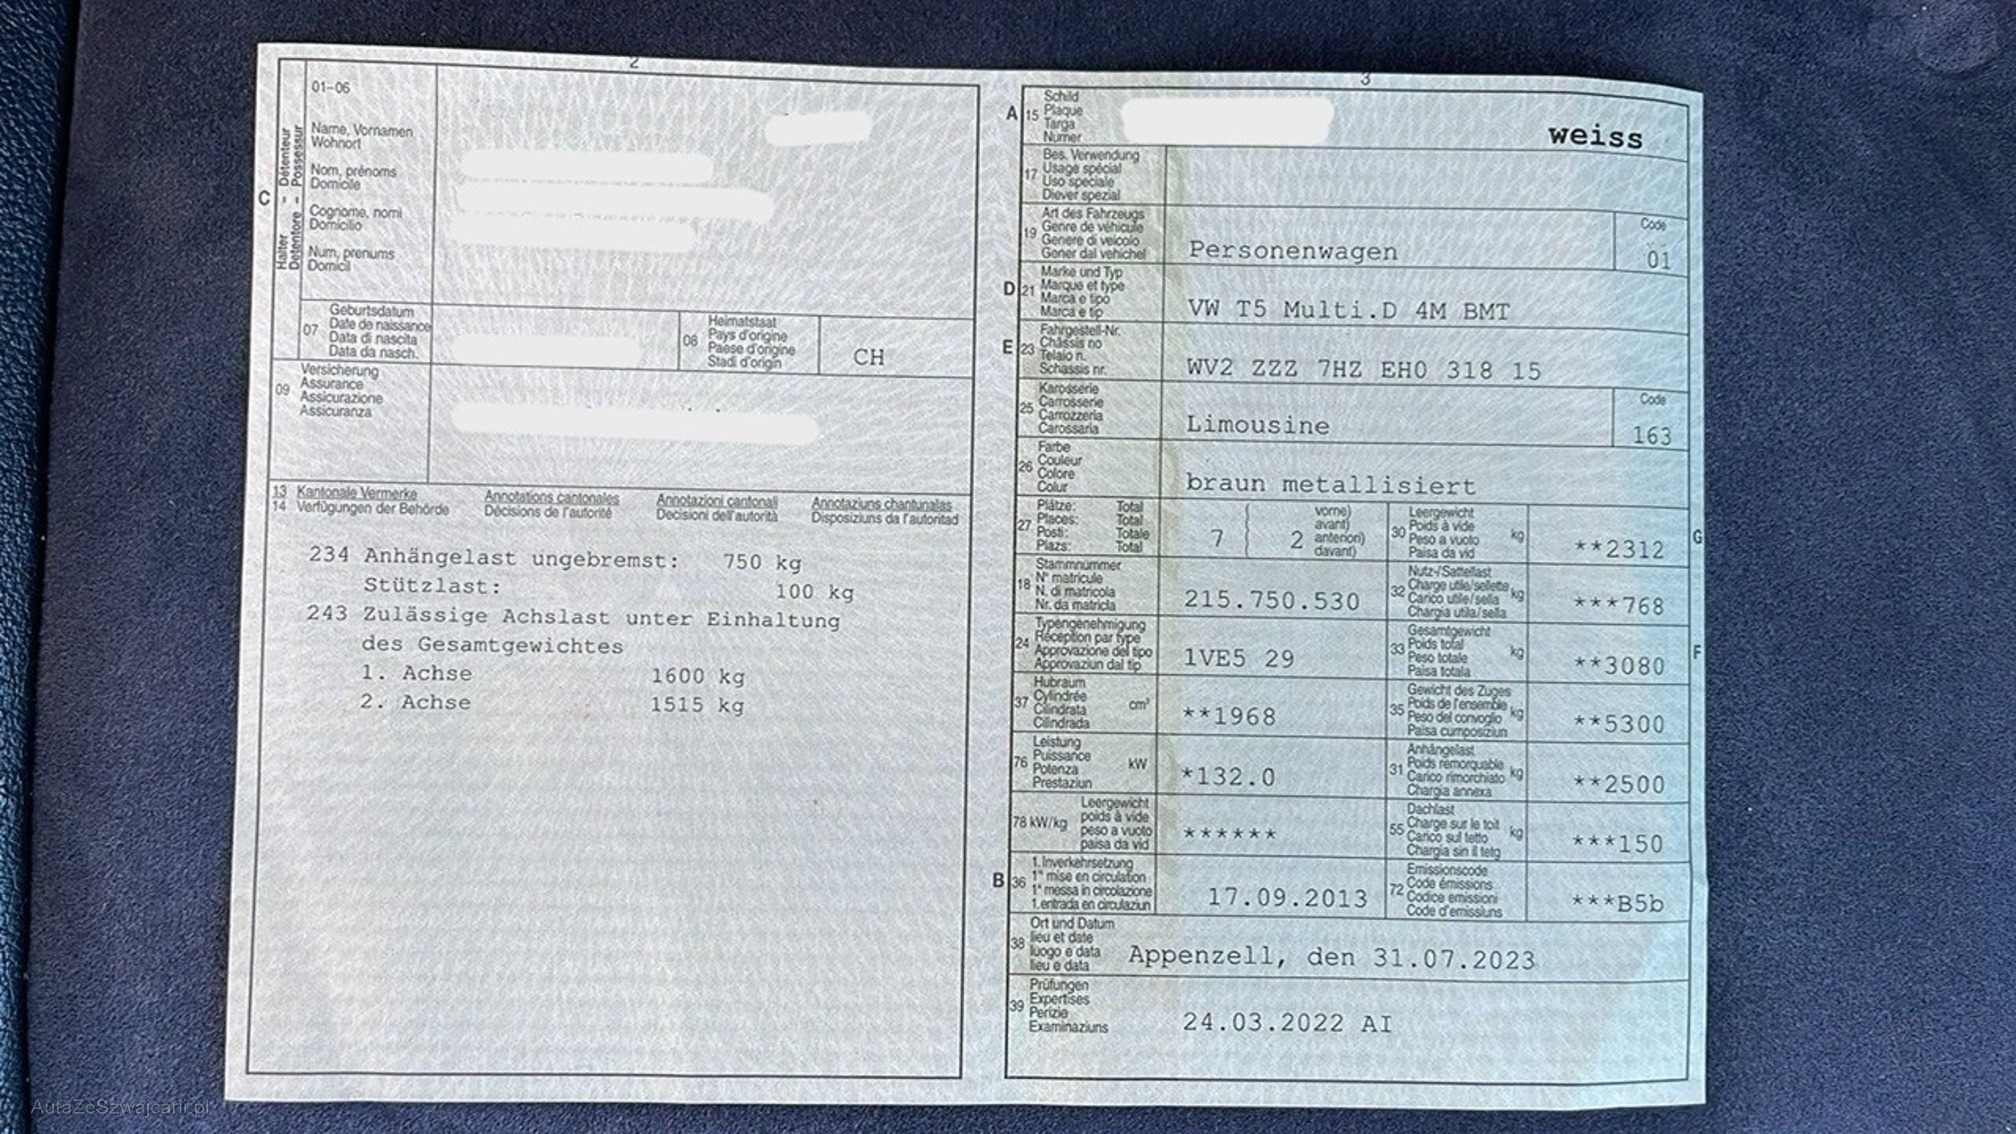 2
01-06
C
Halter - Détenteur
Detentore - Possessur
Name, Vornamen
Wohnort
Nom, prénoms
Domicile
Cognome, nomi
Domicilio
Num, prenums
Domicil
07
Geburtsdatum
Date de naissance
Data di nascita
Data da nasch.
08
Heimatstaat
Pays d'origine
Paese d'origine
Stadi d'origin
CH
09
Versicherung
Assurance
Assicurazione
Assicuranza
13 Kantonale Vermerke Annotations cantonales Annotazioni cantonali Annotaziuns chantunalas
14 Verfügungen der Behörde Décisions de l'autorité Decisioni dell'autorità Disposiziuns da l'autoritad
234 Anhängelast ungebremst: 750 kg
Stützlast: 100 kg
243 Zulässige Achslast unter Einhaltung
des Gesamtgewichtes
1. Achse 1600 kg
2. Achse 1515 kg
3
A 15
Schild
Plaque
Targa
Numer
weiss
17
Bes. Verwendung
Usage spécial
Uso speciale
Diever spezial
19
Art des Fahrzeugs
Genre de véhicule
Genere di veicolo
Gener dal vehichel
Personenwagen
Code
01
D 21
Marke und Typ
Marque et type
Marca e tipo
Marca e tip
VW T5 Multi.D 4M BMT
E 23
Fahrgestell-Nr.
Châssis no
Telaio n.
Schassis nr.
WV2 ZZZ 7HZ EH0 318 15
25
Karosserie
Carrosserie
Carrozzeria
Carossaria
Limousine
Code
163
26
Farbe
Couleur
Colore
Colur
braun metallisiert
27
Plätze: Total
Places: Total
Posti: Totale
Plazs: Total
7 { 2
vorne)
avant)
anteriori)
davant)
30
Leergewicht
Poids à vide
Peso a vuoto
Paisa da vid
kg
**2312
G
18
Stammnummer
N° matricule
N. di matricola
Nr. da matricla
215.750.530
32
Nutz-/Sattellast
Charge utile/sellette
Carico utile/sella
Chargia utila/sella
kg
***768
24
Typengenehmigung
Réception par type
Approvazione del tipo
Approvaziun dal tip
1VE5 29
33
Gesamtgewicht
Poids total
Peso totale
Paisa totala
kg
**3080
F
37
Hubraum
Cylindrée
Cilindrata
Cilindrada
cm³
**1968
35
Gewicht des Zuges
Poids de l'ensemble
Peso del convoglio
Paisa cumposiziun
kg
**5300
76
Leistung
Puissance
Potenza
Prestaziun
kW
*132.0
31
Anhängelast
Poids remorquable
Carico rimorchiato
Chargia annexa
kg
**2500
78 kW/kg
Leergewicht
poids à vide
peso a vuoto
paisa da vid
******
55
Dachlast
Charge sur le toit
Carico sul tetto
Chargia sin il tetg
kg
***150
B 36
1. Inverkehrsetzung
1re mise en circulation
1a messa in circolazione
1. entrada en circulaziun
17.09.2013
72
Emissionscode
Code émissions
Codice emissioni
Code d'emissiuns
***B5b
38
Ort und Datum
lieu et date
luogo e data
lieu e data
Appenzell, den 31.07.2023
39
Prüfungen
Expertises
Perizie
Examinaziuns
24.03.2022 AI
AutaZeSzwajcarii.pl